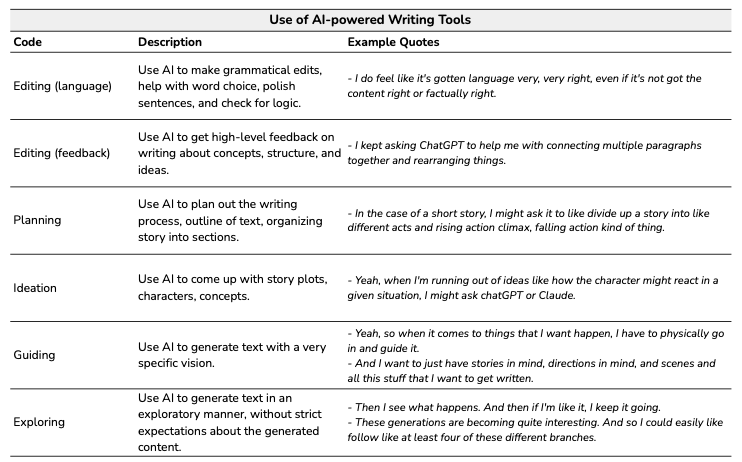 Use of AI-powered Writing Tools
Code Description Example Quotes
Editing (language)
Use AI to make grammatical edits,
help with word choice, polish
sentences, and check for logic.
- I do feel like it's gotten language very, very right, even if it's not got the
content right or factually right.
Editing (feedback)
Use AI to get high-level feedback on
writing about concepts, structure, and
ideas.
- I kept asking ChatGPT to help me with connecting multiple paragraphs
together and rearranging things.
Planning
Use AI to plan out the writing
process, outline of text, organizing
story into sections.
- In the case of a short story, I might ask it to like divide up a story into like
different acts and rising action climax, falling action kind of thing.
Ideation
Use AI to come up with story plots,
characters, concepts.
- Yeah, when I'm running out of ideas like how the character might react in a
given situation, I might ask chatGPT or Claude.
Guiding
Use AI to generate text with a very
specific vision.
- Yeah, so when it comes to things that I want happen, I have to physically go
in and guide it.
- And I want to just have stories in mind, directions in mind, and scenes and
all this stuff that I want to get written.
Exploring
Use AI to generate text in an
exploratory manner, without strict
expectations about the generated
content.
- Then I see what happens. And then if I'm like it, I keep it going.
- These generations are becoming quite interesting. And so I could easily like
follow like at least four of these different branches.